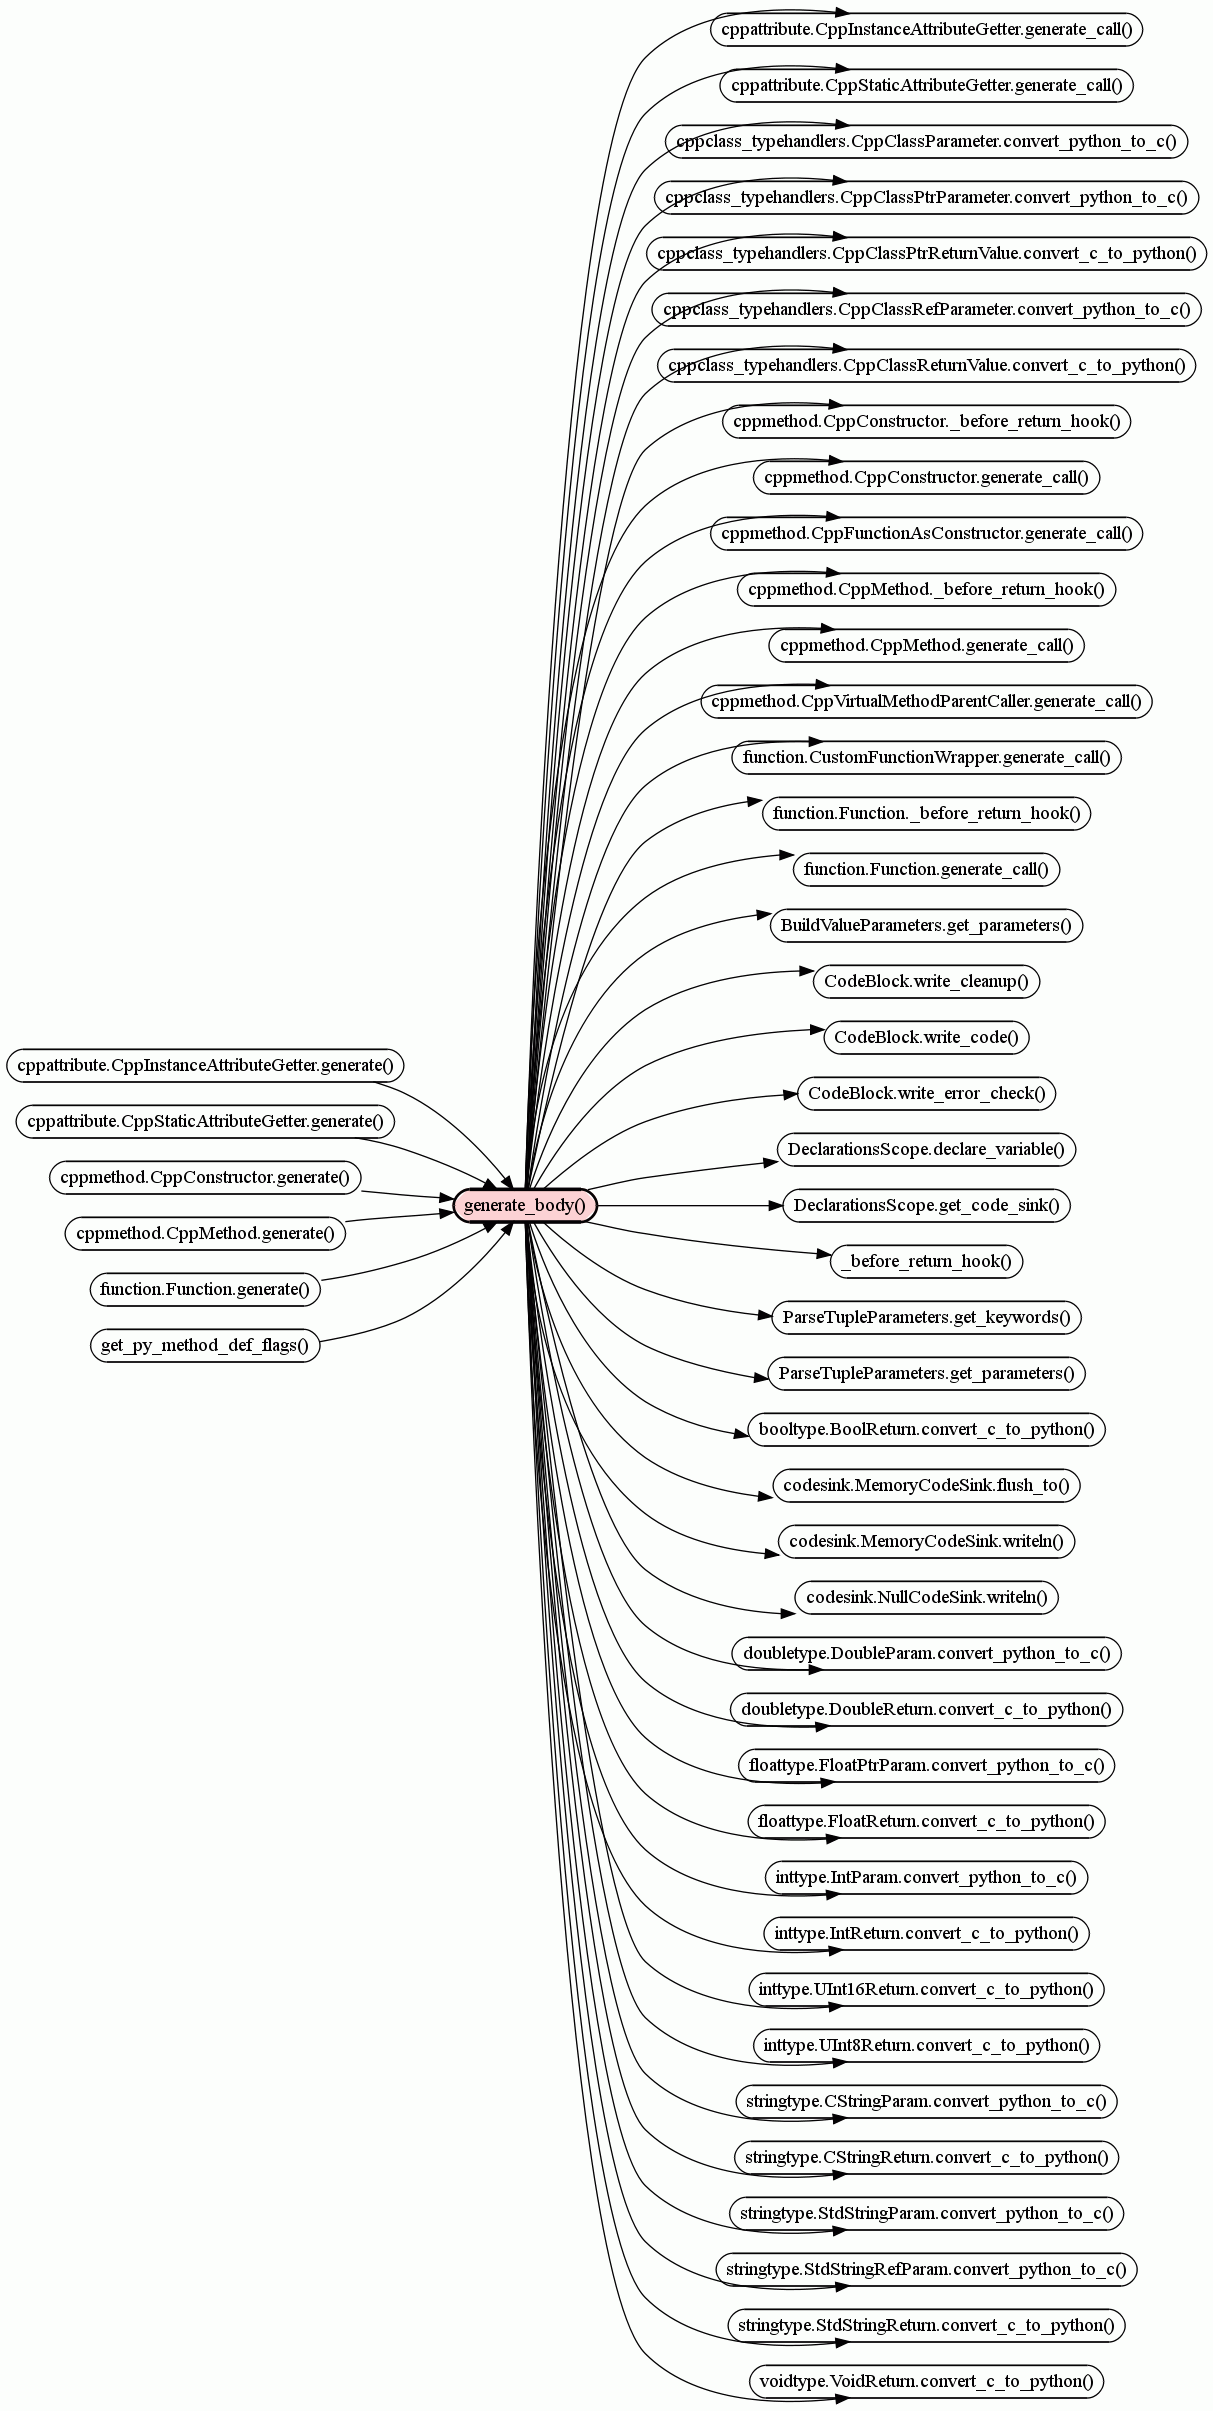 cppattribute.CppInstanceAttributeGetter.generate_call()
cppattribute.CppStaticAttributeGetter.generate_call()
cppclass_typehandlers.CppClassParameter.convert_python_to_c()
cppclass_typehandlers.CppClassPtrParameter.convert_python_to_c()
cppclass_typehandlers.CppClassPtrReturnValue.convert_c_to_python()
cppclass_typehandlers.CppClassRefParameter.convert_python_to_c()
cppclass_typehandlers.CppClassReturnValue.convert_c_to_python()
cppmethod.CppConstructor._before_return_hook()
cppmethod.CppConstructor.generate_call()
cppmethod.CppFunctionAsConstructor.generate_call()
cppmethod.CppMethod._before_return_hook()
cppmethod.CppMethod.generate_call()
cppmethod.CppVirtualMethodParentCaller.generate_call()
function.CustomFunctionWrapper.generate_call()
function.Function._before_return_hook()
function.Function.generate_call()
BuildValueParameters.get_parameters()
CodeBlock.write_cleanup()
CodeBlock.write_code()
cppattribute.CppInstanceAttributeGetter.generate()
CodeBlock.write_error_check()
cppattribute.CppStaticAttributeGetter.generate()
DeclarationsScope.declare_variable()
cppmethod.CppConstructor.generate()
generate_body()
DeclarationsScope.get_code_sink()
cppmethod.CppMethod.generate()
_before_return_hook()
function.Function.generate()
ParseTupleParameters.get_keywords()
get_py_method_def_flags()
ParseTupleParameters.get_parameters()
booltype.BoolReturn.convert_c_to_python()
codesink.MemoryCodeSink.flush_to()
codesink.MemoryCodeSink.writeln()
codesink.NullCodeSink.writeln()
doubletype.DoubleParam.convert_python_to_c()
doubletype.DoubleReturn.convert_c_to_python()
floattype.FloatPtrParam.convert_python_to_c()
floattype.FloatReturn.convert_c_to_python()
inttype.IntParam.convert_python_to_c()
inttype.IntReturn.convert_c_to_python()
inttype.UInt16Return.convert_c_to_python()
inttype.UInt8Return.convert_c_to_python()
stringtype.CStringParam.convert_python_to_c()
stringtype.CStringReturn.convert_c_to_python()
stringtype.StdStringParam.convert_python_to_c()
stringtype.StdStringRefParam.convert_python_to_c()
stringtype.StdStringReturn.convert_c_to_python()
voidtype.VoidReturn.convert_c_to_python()